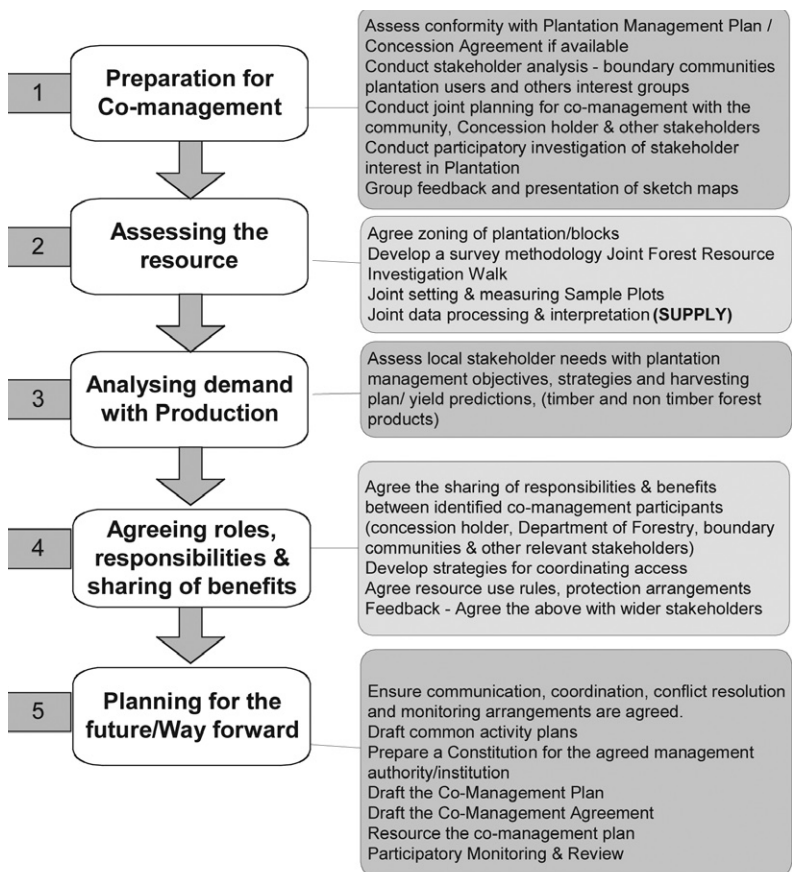 1
Preparation for
Co-management
Assess conformity with Plantation Management Plan /
Concession Agreement if available
Conduct stakeholder analysis - boundary communities
plantation users and others interest groups
Conduct joint planning for co-management with the
community, Concession holder & other stakeholders
Conduct participatory investigation of stakeholder
interest in Plantation
Group feedback and presentation of sketch maps
2
Assessing the
resource
Agree zoning of plantation/blocks
Develop a survey methodology Joint Forest Resource
Investigation Walk
Joint setting & measuring Sample Plots
Joint data processing & interpretation (SUPPLY)
3
Analysing demand
with Production
Assess local stakeholder needs with plantation
management objectives, strategies and harvesting
plan/ yield predictions, (timber and non timber forest
products)
4
Agreeing roles,
responsibilities &
sharing of benefits
Agree the sharing of responsibilities & benefits
between identified co-management participants
(concession holder, Department of Forestry, boundary
communities & other relevant stakeholders)
Develop strategies for coordinating access
Agree resource use rules, protection arrangements
Feedback - Agree the above with wider stakeholders
5
Planning for the
future/Way forward
Ensure communication, coordination, conflict resolution
and monitoring arrangements are agreed.
Draft common activity plans
Prepare a Constitution for the agreed management
authority/institution
Draft the Co-Management Plan
Draft the Co-Management Agreement
Resource the co-management plan
Participatory Monitoring & Review